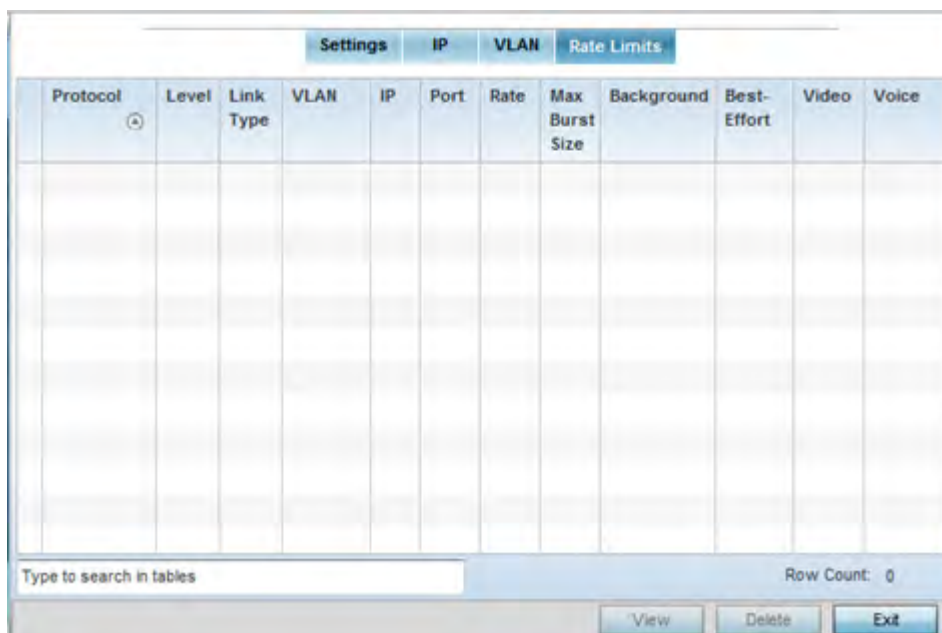 Settings IP VLAN Rate Limits
Protocol Level Link Type VLAN IP Port Rate Max Burst Size Background Best-Effort Video Voice
Type to search in tables Row Count: 0
View Delete Exit